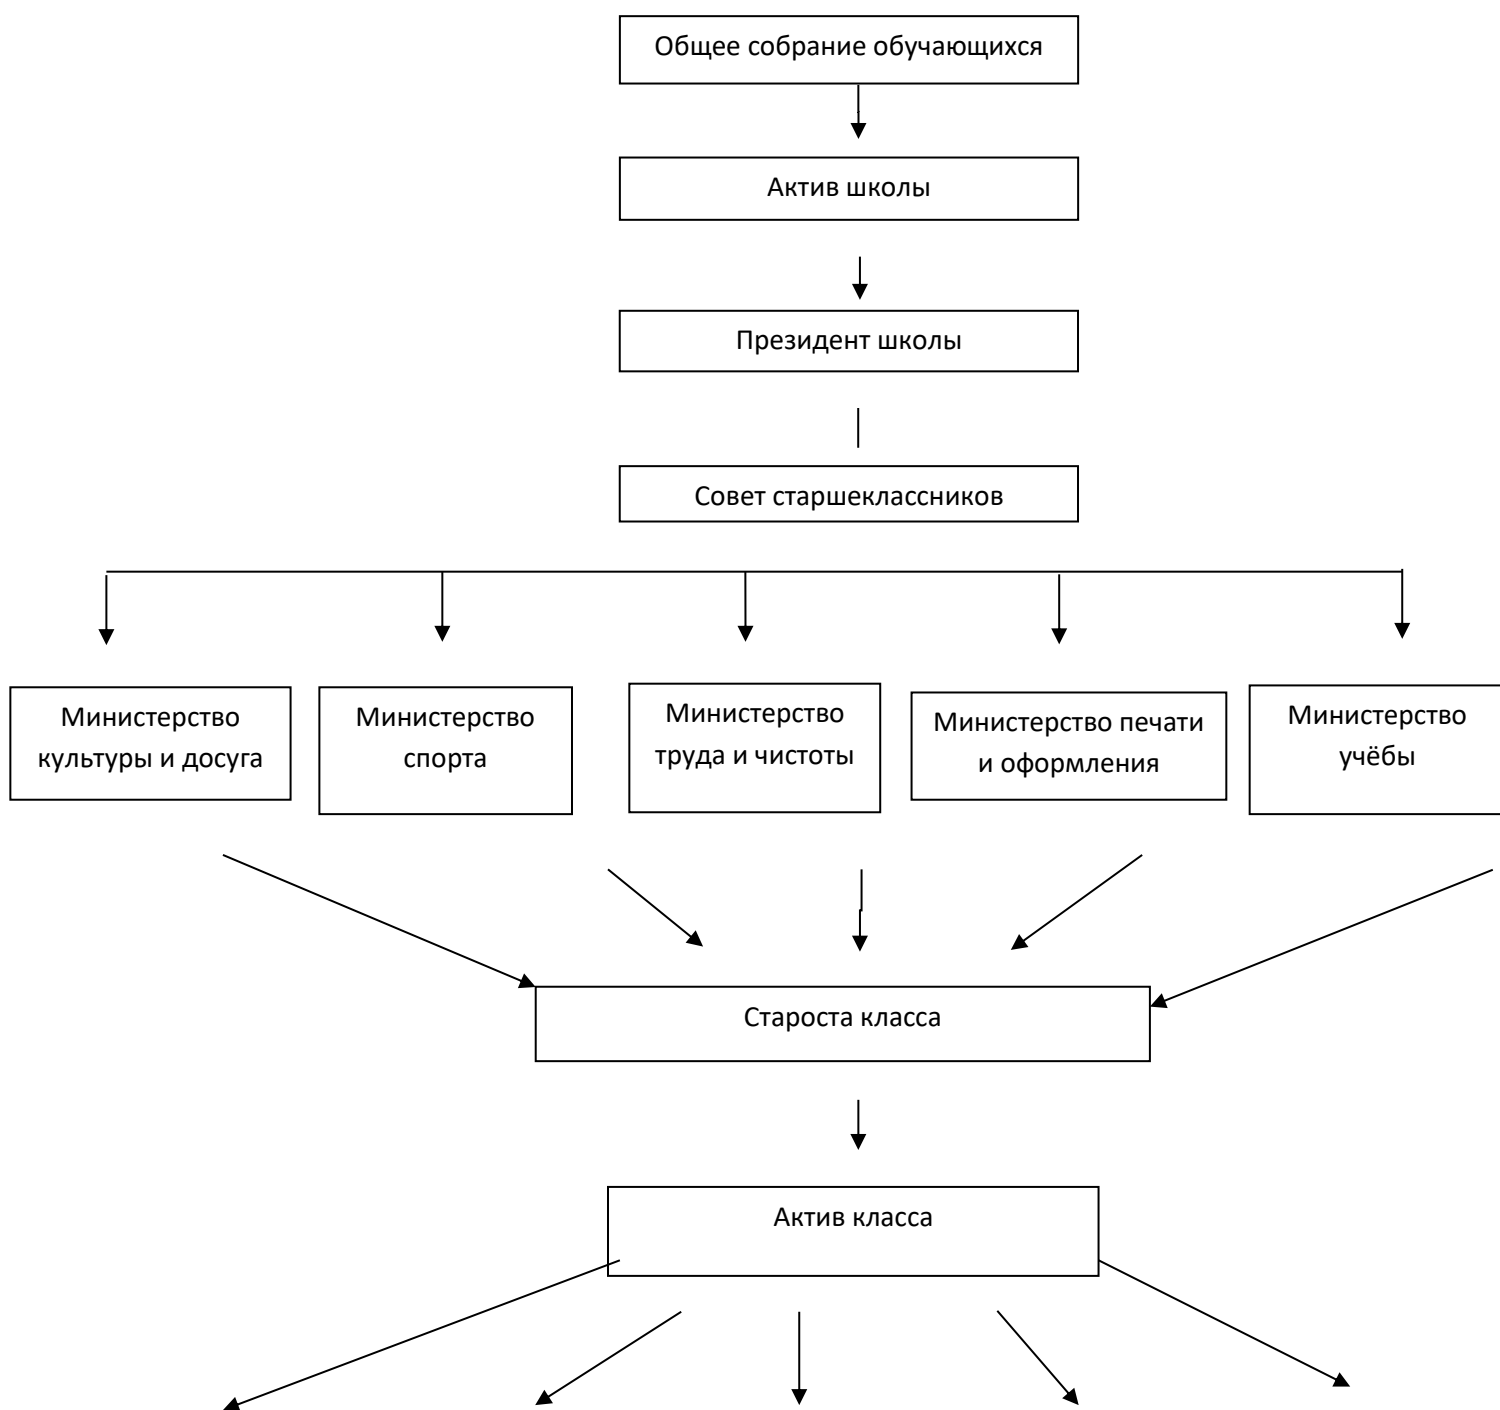 Общее собрание обучающихся
Актив школы
Президент школы
Совет старшеклассников
Министерство
культуры и досуга
Министерство
спорта
Министерство
труда и чистоты
Министерство печати
и оформления
Министерство
учёбы
Староста класса
Актив класса